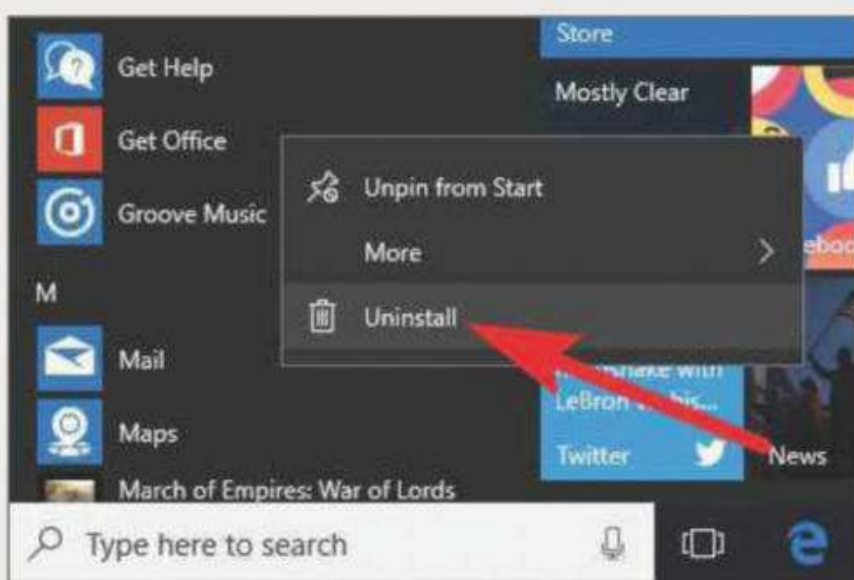 Get Help
Get Office
Groove Music
M
Mail
Maps
March of Empires: War of Lords
Store
Mostly Clear
Unpin from Start
More
Uninstall
with
LeBron
Twitter
News
Type here to search